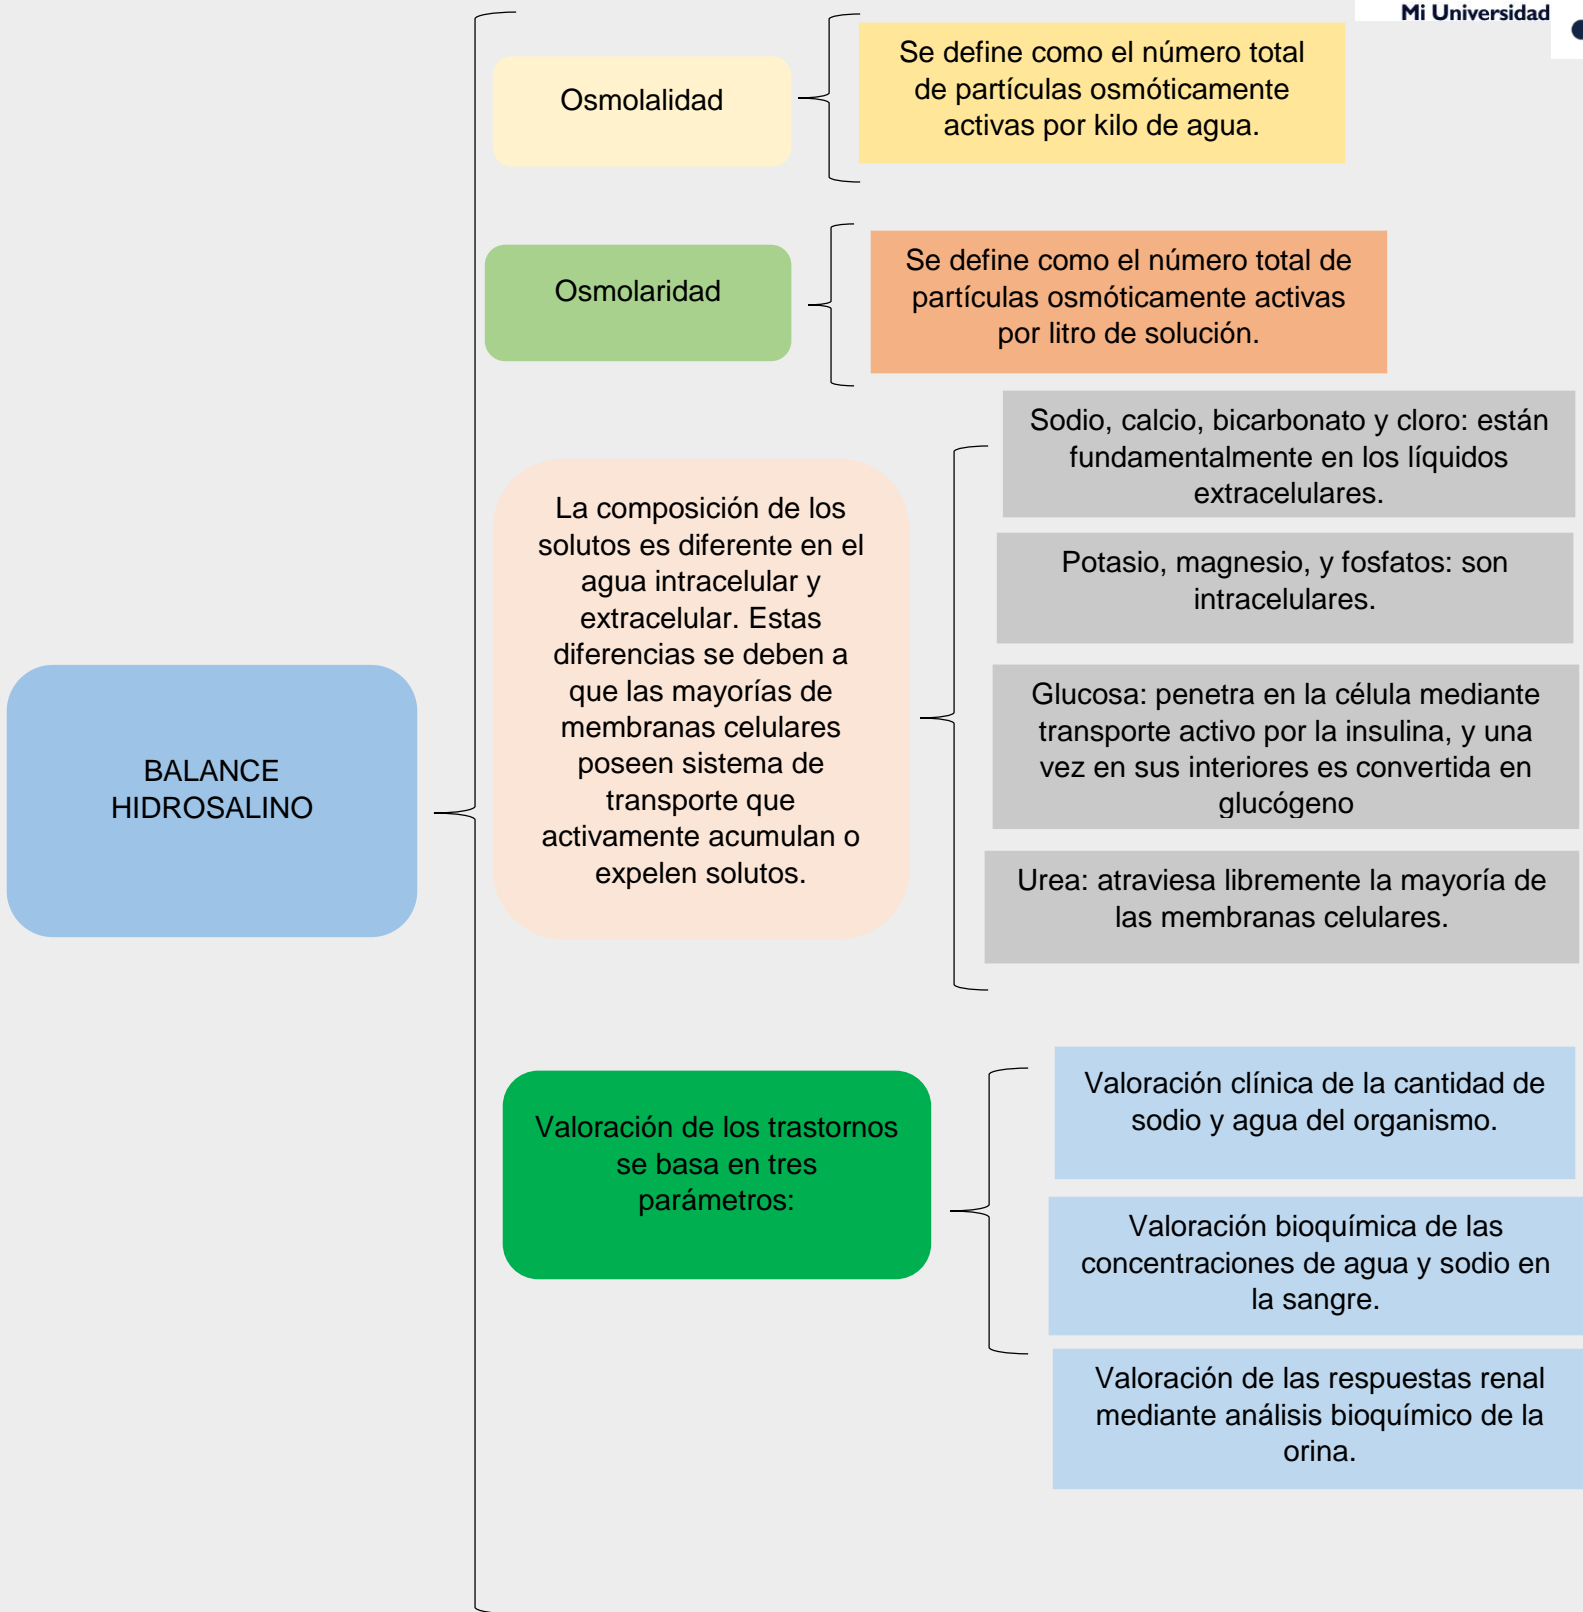 Mi Universidad
Osmolalidad
Se define como el número total
de partículas osmóticamente
activas por kilo de agua.
Osmolaridad
Se define como el número total de
partículas osmóticamente activas
por litro de solución.
La composición de los
solutos es diferente en el
agua intracelular y
extracelular. Estas
diferencias se deben a
que las mayorías de
membranas celulares
poseen sistema de
transporte que
activamente acumulan o
expelen solutos.
Sodio, calcio, bicarbonato y cloro: están
fundamentalmente en los líquidos
extracelulares.
Potasio, magnesio, y fosfatos: son
intracelulares.
Glucosa: penetra en la célula mediante
transporte activo por la insulina, y una
vez en sus interiores es convertida en
glucógeno
Urea: atraviesa libremente la mayoría de
las membranas celulares.
BALANCE
HIDROSALINO
Valoración de los trastornos
se basa en tres
parámetros:
Valoración clínica de la cantidad de
sodio y agua del organismo.
Valoración bioquímica de las
concentraciones de agua y sodio en
la sangre.
Valoración de las respuestas renal
mediante análisis bioquímico de la
orina.